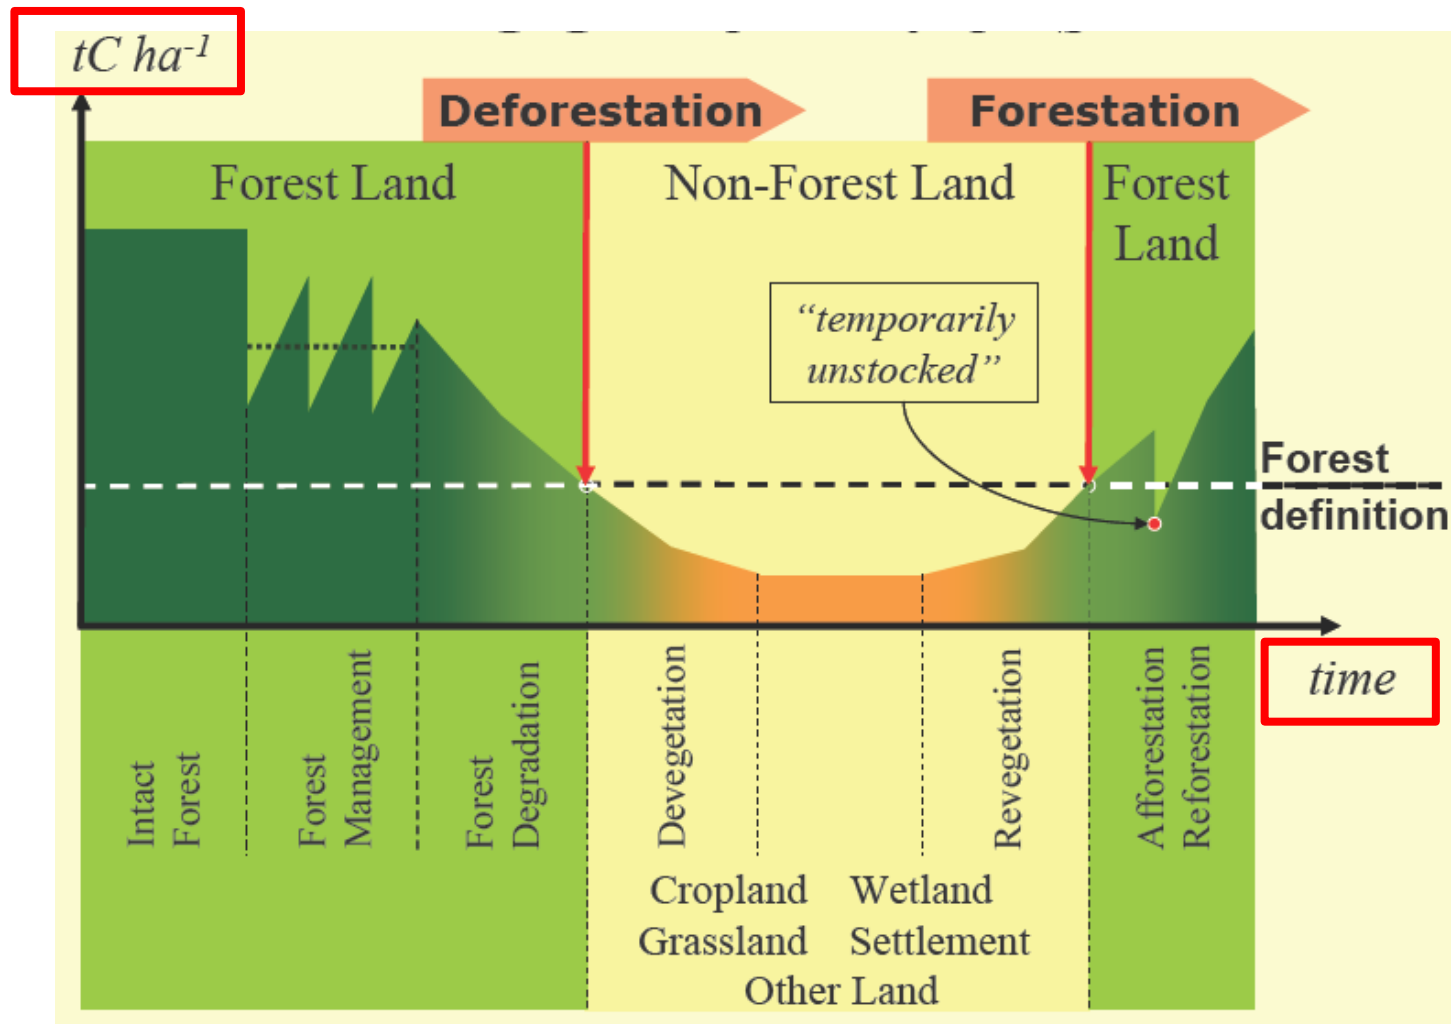 tC ha-1
Deforestation
Forestation
Forest Land
Non-Forest Land
Forest
Land
“temporarily
unstocked”
Forest
definition
time
Intact
Forest
Forest
Management
Forest
Degradation
Devegetation
Revegetation
Afforestation
Reforestation
Cropland Wetland
Grassland Settlement
Other Land